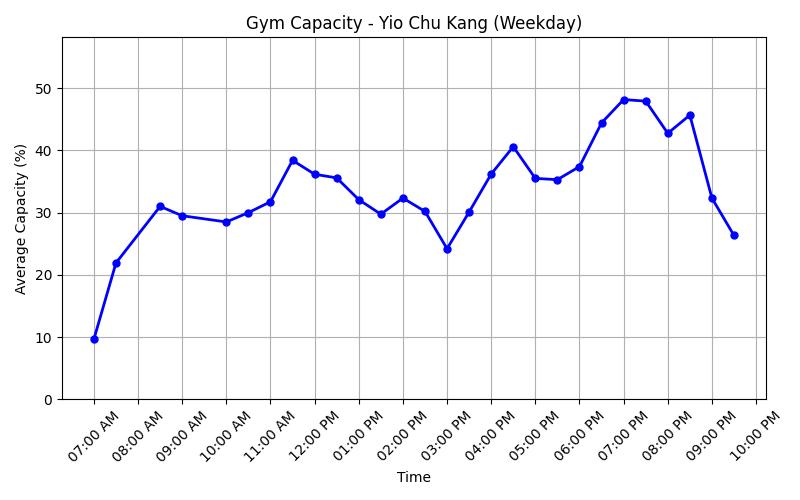 Gym Capacity - Yio Chu Kang (Weekday)
Average Capacity (%)
50
40
30
20
10
0
07:00 AM
08:00 AM
09:00 AM
10:00 AM
11:00 AM
12:00 PM
01:00 PM
02:00 PM
03:00 PM
04:00 PM
05:00 PM
06:00 PM
07:00 PM
08:00 PM
09:00 PM
10:00 PM
Time